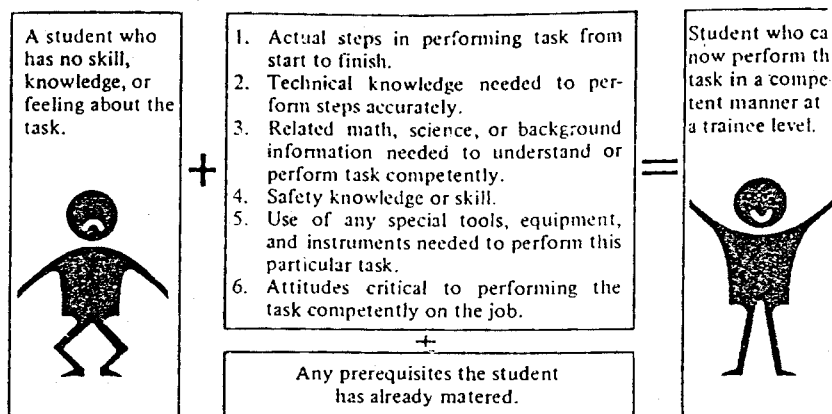 A student who
has no skill,
knowledge, or
feeling about the
task.
+
1. Actual steps in performing task from
start to finish.
2. Technical knowledge needed to per-
form steps accurately.
3. Related math, science, or background
information needed to understand or
perform task competently.
4. Safety knowledge or skill.
5. Use of any special tools, equipment,
and instruments needed to perform this
particular task.
6. Attitudes critical to performing the
task competently on the job.
+
Any prerequisites the student
has already matered.
=
Student who ca
now perform th
task in a compe-
tent manner at
a trainee level.